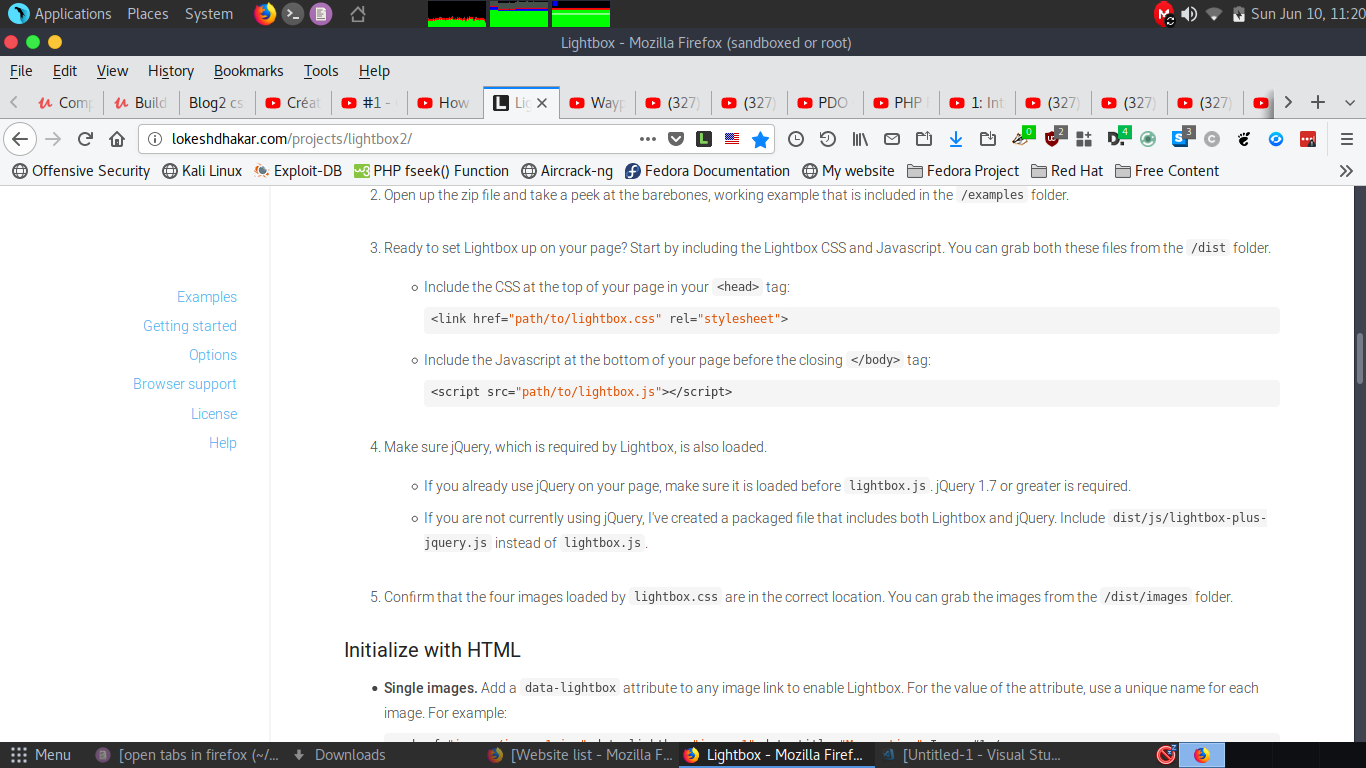 Applications Places System Sun Jun 10, 11:20
Lightbox - Mozilla Firefox (sandboxed or root)
File Edit View History Bookmarks Tools Help
Comp Build Blog2 cs Créat #1 - How Lig Wayp (327) (327) PDO PHP 1: Int (327) (327) (327)
lokeshdhakar.com/projects/lightbox2/ 0 2 4 3
Offensive Security Kali Linux Exploit-DB PHP fseek() Function Aircrack-ng Fedora Documentation My website Fedora Project Red Hat Free Content
2. Open up the zip file and take a peek at the barebones, working example that is included in the /examples folder.
3. Ready to set Lightbox up on your page? Start by including the Lightbox CSS and Javascript. You can grab both these files from the /dist folder.
Include the CSS at the top of your page in your <head> tag:
<link href="path/to/lightbox.css" rel="stylesheet">
Include the Javascript at the bottom of your page before the closing </body> tag:
<script src="path/to/lightbox.js"></script>
4. Make sure jQuery, which is required by Lightbox, is also loaded.
If you already use jQuery on your page, make sure it is loaded before lightbox.js. jQuery 1.7 or greater is required.
If you are not currently using jQuery, I've created a packaged file that includes both Lightbox and jQuery. Include dist/js/lightbox-plus-
jquery.js instead of lightbox.js.
5. Confirm that the four images loaded by lightbox.css are in the correct location. You can grab the images from the /dist/images folder.
Examples
Getting started
Options
Browser support
License
Help
Initialize with HTML
Single images. Add a data-lightbox attribute to any image link to enable Lightbox. For the value of the attribute, use a unique name for each
image. For example:
Menu [open tabs in firefox (~/... Downloads [Website list - Mozilla F... Lightbox - Mozilla Firef... [Untitled-1 - Visual Stu...